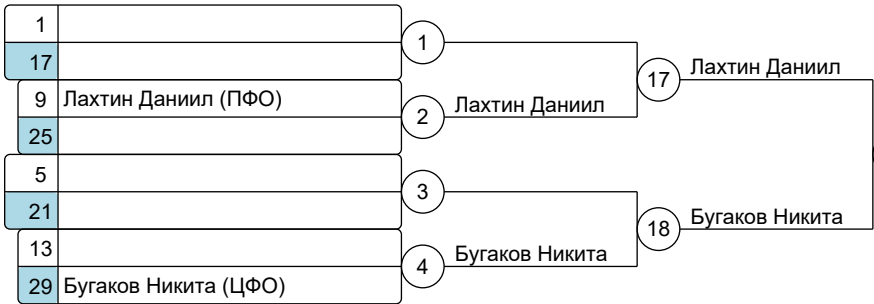 1
17
1
9 Лахтин Даниил (ПФО)
25
2
Лахтин Даниил
17
Лахтин Даниил
5
21
3
13
29 Бугаков Никита (ЦФО)
4
Бугаков Никита
18
Бугаков Никита